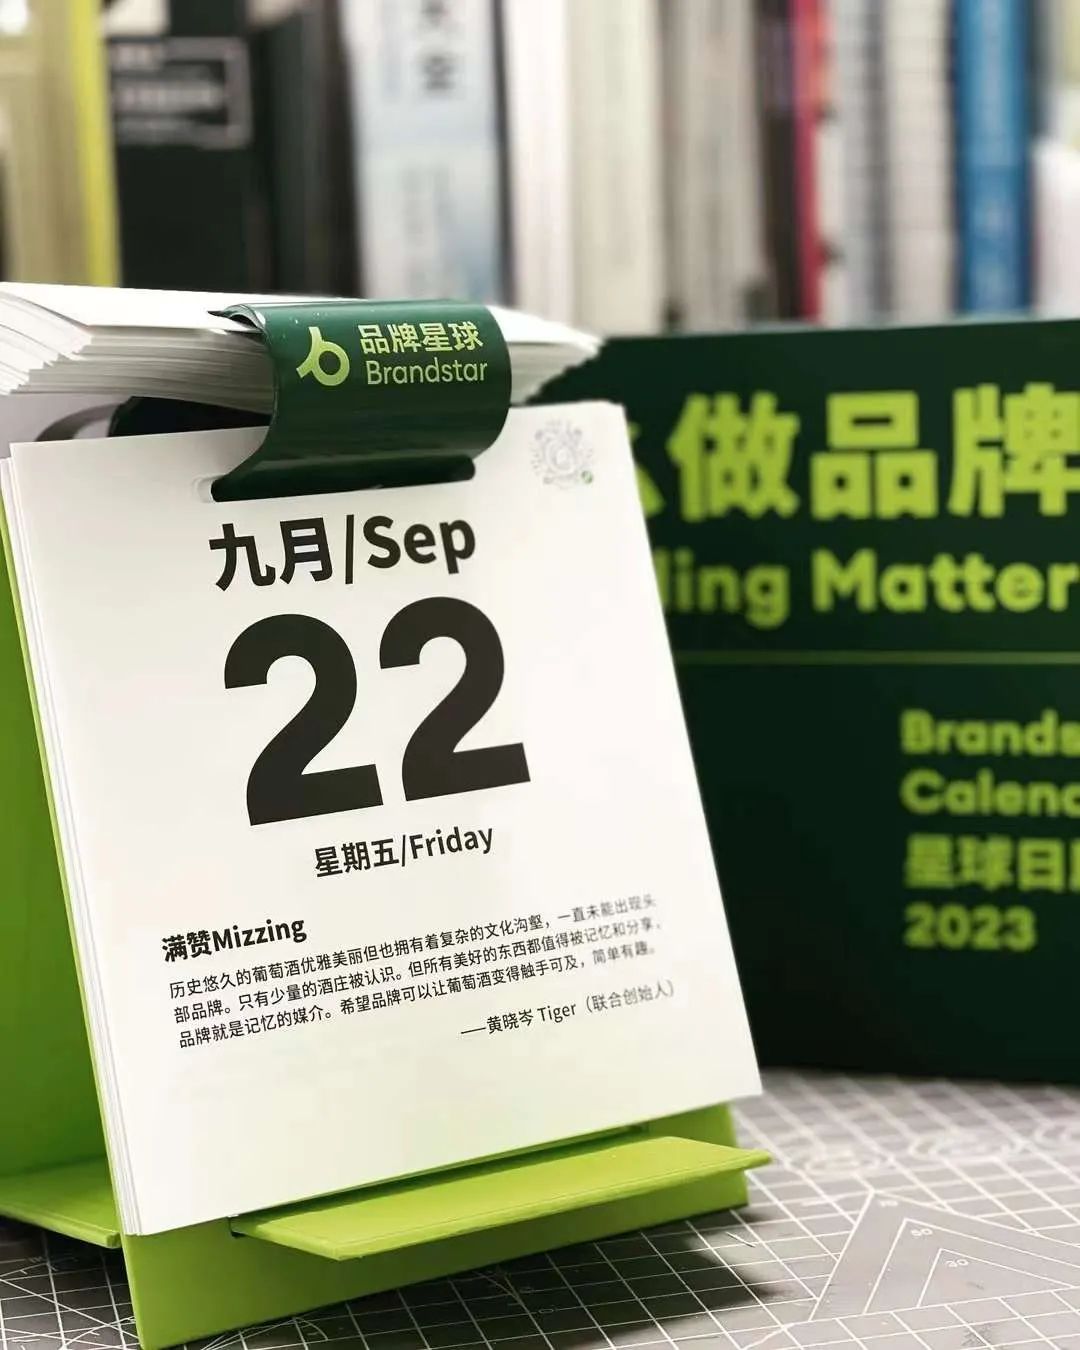 品牌星球
Brandstar
九月/Sep
22
星期五/Friday
满赞Mizzing
历史悠久的葡萄酒优雅美丽但也拥有着复杂的文化沟壑，一直未能出现头
部品牌。只有少量的酒庄被认识。但所有美好的东西都值得被记忆和分享，
品牌就是记忆的媒介。希望品牌可以让葡萄酒变得触手可及，简单有趣。
——黄晓岑 Tiger（联合创始人）
做品牌
ling Matter
Brands
Calend
星球日
2023